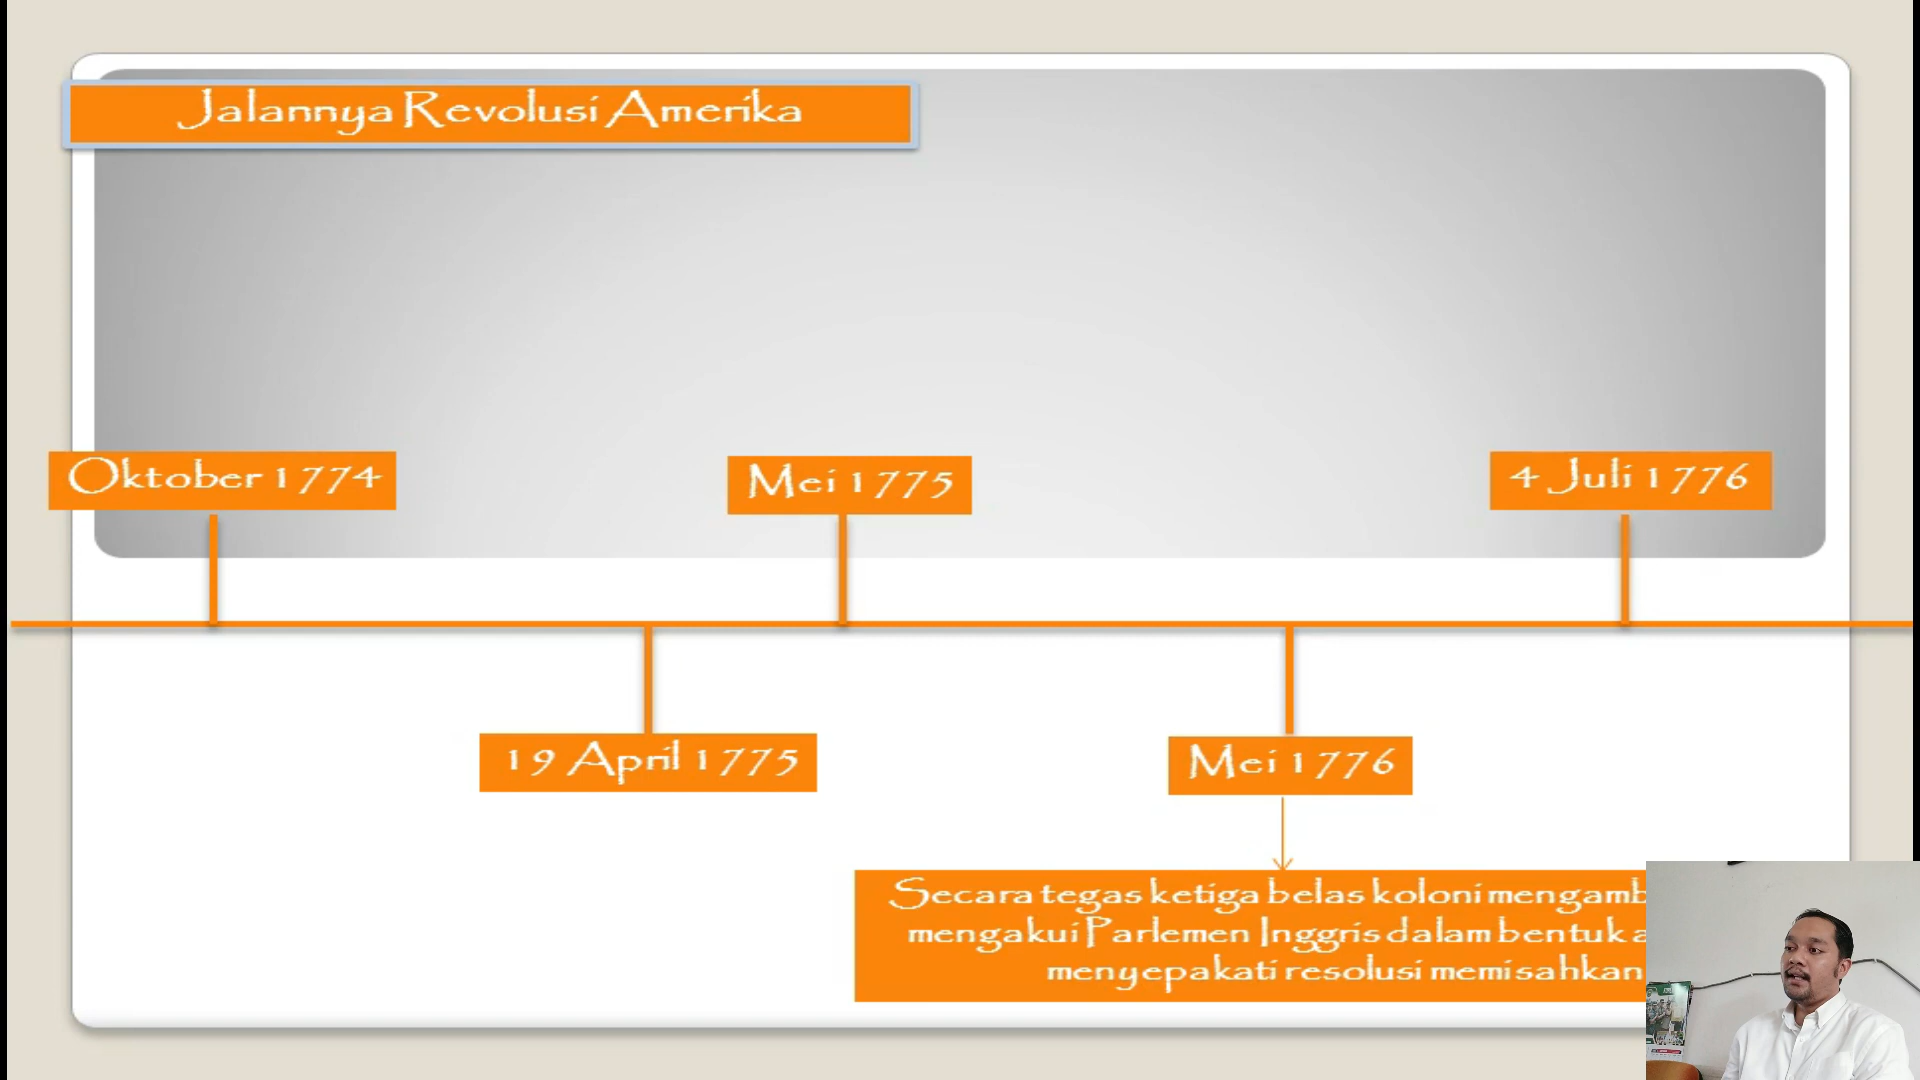 Jalannya Revolusi Amerika
Oktober 1774
Mei 1775
4 Juli 1776
19 April 1775
Mei 1776
Secara tegas ketiga belas koloni
mengakui Parlemen Inggris dalam bentuk
menyepakati resolusi memisahkan